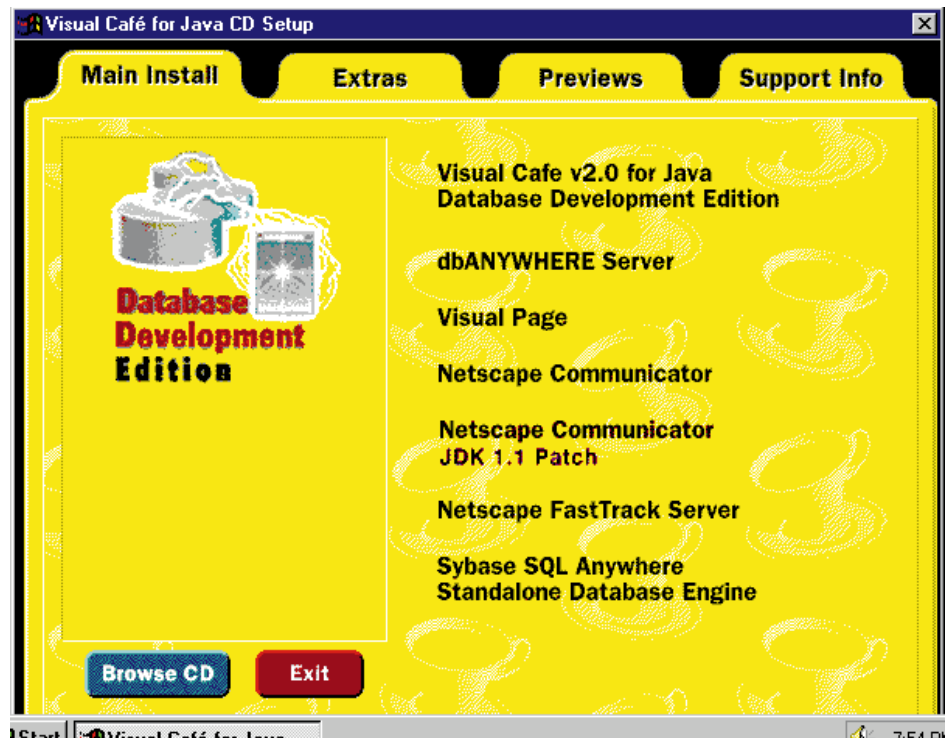 Visual Café for Java CD Setup
Main Install
Extras
Previews
Support Info
Visual Cafe v2.0 for Java
Database Development Edition
dbANYWHERE Server
Visual Page
Netscape Communicator
Netscape Communicator
JDK 1.1 Patch
Netscape FastTrack Server
Sybase SQL Anywhere
Standalone Database Engine
Database
Development
Edition
Browse CD
Exit
Start
Visual Café for Java
7:54 P